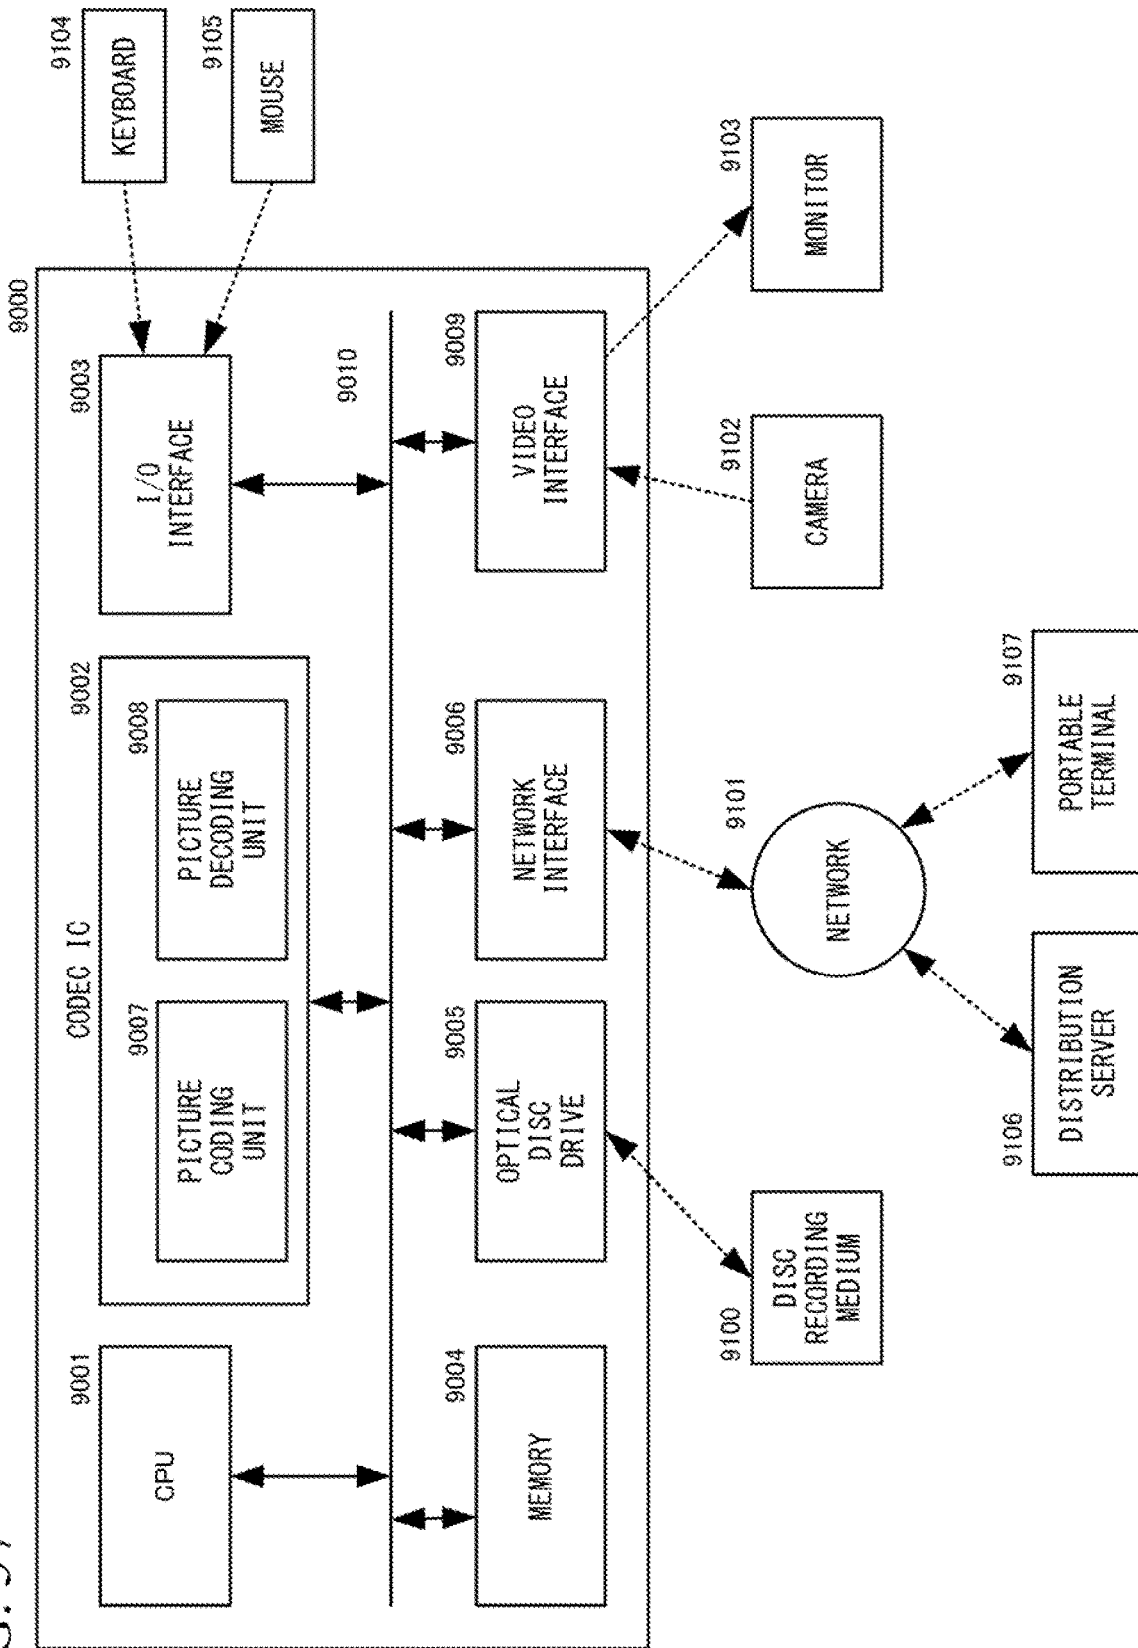 9000
9001
CPU
CODEC IC
9002
9007
PICTURE
CODING
UNIT
9008
PICTURE
DECODING
UNIT
9003
I/O
INTERFACE
9104
KEYBOARD
9105
MOUSE
9010
9004
MEMORY
9005
OPTICAL
DISC
DRIVE
9006
NETWORK
INTERFACE
9009
VIDEO
INTERFACE
9100
DISC
RECORDING
MEDIUM
9101
NETWORK
9102
CAMERA
9103
MONITOR
9106
DISTRIBUTION
SERVER
9107
PORTABLE
TERMINAL